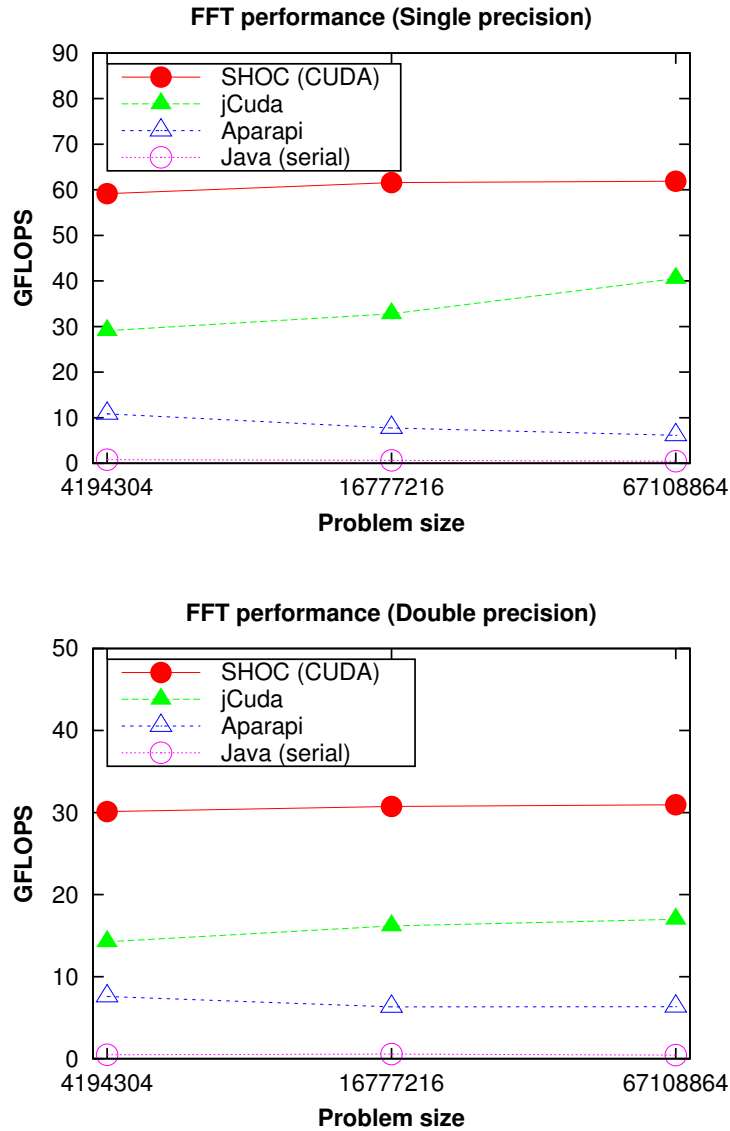 FFT performance (Single precision)
90
80
70
60
50
40
30
20
10
0
GFLOPS
SHOC (CUDA)
jCuda
Aparapi
Java (serial)
4194304 16777216 67108864
Problem size
FFT performance (Double precision)
50
40
30
20
10
0
GFLOPS
SHOC (CUDA)
jCuda
Aparapi
Java (serial)
4194304 16777216 67108864
Problem size